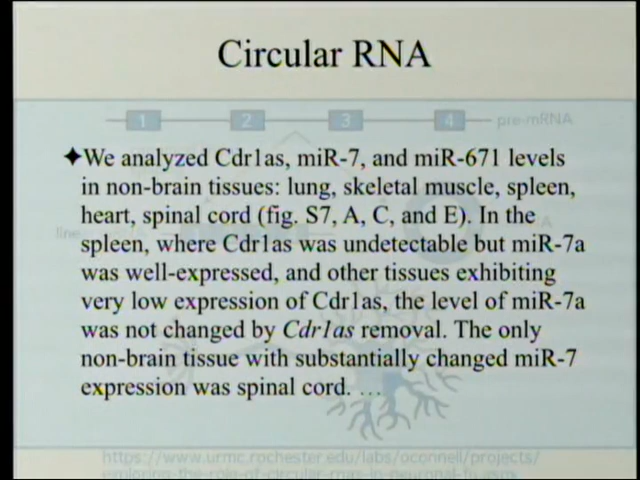 Circular RNA
1 2 3 4 pre-mRNA
✦We analyzed Cdr1as, miR-7, and miR-671 levels
in non-brain tissues: lung, skeletal muscle, spleen,
heart, spinal cord (fig. S7, A, C, and E). In the
spleen, where Cdr1as was undetectable but miR-7a
was well-expressed, and other tissues exhibiting
very low expression of Cdr1as, the level of miR-7a
was not changed by Cdr1as removal. The only
non-brain tissue with substantially changed miR-7
expression was spinal cord. …
https://www.urmc.rochester.edu/labs/oconnell/projects/